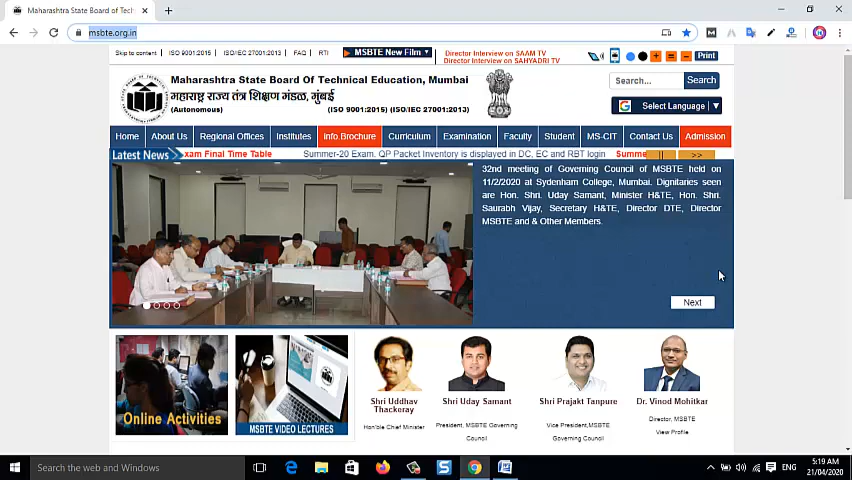 Maharashtra State Board of Tech
msbte.org.in
Skip to content | ISO 9001:2015 | ISO/IEC 27001:2013 | FAQ | RTI
MSBTE New Film
Director Interview on SAAM TV
Director Interview on SAHYADRI TV
Print
Maharashtra State Board Of Technical Education, Mumbai
महाराष्ट्र राज्य तंत्र शिक्षण मंडळ, मुंबई
(Autonomous) (ISO 9001:2015) (ISO/IEC 27001:2013)
Search... Search
G Select Language ▼
Home About Us Regional Offices Institutes Info.Brochure Curriculum Examination Faculty Student MS-CIT Contact Us Admission
Latest News xam Final Time Table Summer-20 Exam, QP Packet Inventory is displayed in DC, EC and RBT login Summe || >>
32nd meeting of Governing Council of MSBTE held on
11/2/2020 at Sydenham College, Mumbai. Dignitaries seen
are Hon. Shri. Uday Samant, Minister H&TE, Hon. Shri.
Saurabh Vijay, Secretary H&TE, Director DTE, Director
MSBTE and & Other Members.
Next
Online Activities
MSBTE VIDEO LECTURES
Shri Uddhav
Thackeray
Hon'ble Chief Minister
Shri Uday Samant
President, MSBTE Governing
Council
Shri Prajakt Tanpure
Vice President,MSBTE
Governing Council
Dr. Vinod Mohitkar
Director, MSBTE
View Profile
Search the web and Windows
ENG
5:19 AM
21/04/2020